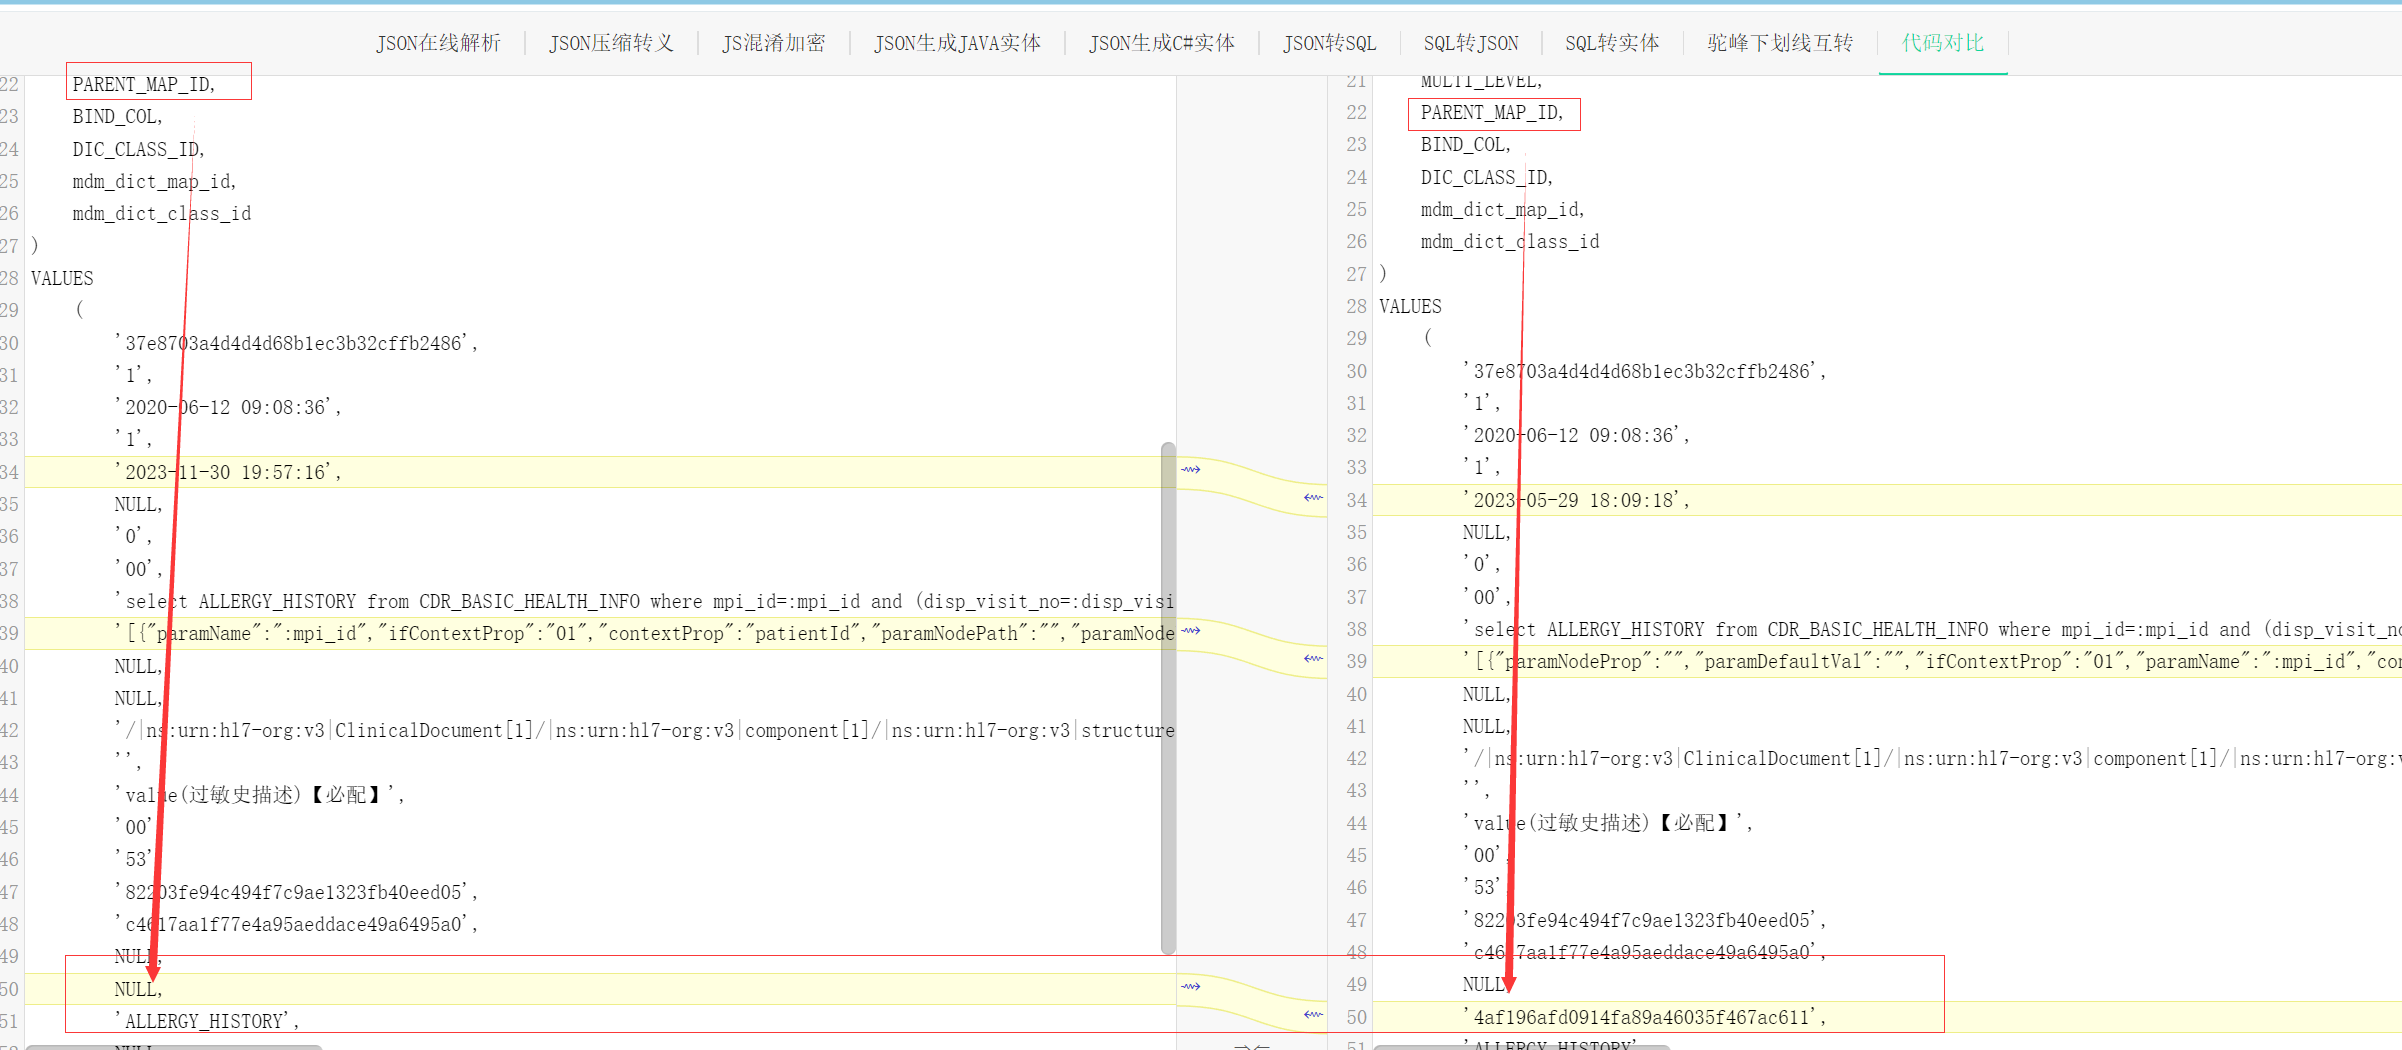 JSON在线解析
JSON压缩转义
JS混淆加密
JSON生成JAVA实体
JSON生成C#实体
JSON转SQL
SQL转JSON
SQL转实体
驼峰下划线互转
代码对比
22 PARENT_MAP_ID,
23 BIND_COL,
24 DIC_CLASS_ID,
25 mdm_dict_map_id,
26 mdm_dict_class_id
27 )
28 VALUES
29 (
30 '37e8703a4d4d4d68b1ec3b32cffb2486',
31 '1',
32 '2020-06-12 09:08:36',
33 '1',
34 '2023-11-30 19:57:16',
35 NULL,
36 '0',
37 '00',
38 'select ALLERGY_HISTORY from CDR_BASIC_HEALTH_INFO where mpi_id=:mpi_id and (disp_visit_no=:disp_visi
39 '[{"paramName":":mpi_id","ifContextProp":"01","contextProp":"patientId","paramNodePath":"","paramNode
40 NULL,
41 NULL,
42 '/|ns:urn:hl7-org:v3|ClinicalDocument[1]/|ns:urn:hl7-org:v3|component[1]/|ns:urn:hl7-org:v3|structure
43 '',
44 'value(过敏史描述)【必配】',
45 '00'
46 '53'
47 '82203fe94c494f7c9ae1323fb40eed05',
48 'c4617aa1f77e4a95aeddace49a6495a0',
49 NULL,
50 NULL,
51 'ALLERGY_HISTORY',
21 MULTI_LEVEL,
22 PARENT_MAP_ID,
23 BIND_COL,
24 DIC_CLASS_ID,
25 mdm_dict_map_id,
26 mdm_dict_class_id
27 )
28 VALUES
29 (
30 '37e8703a4d4d4d68b1ec3b32cffb2486',
31 '1',
32 '2020-06-12 09:08:36',
33 '1',
34 '2023-05-29 18:09:18',
35 NULL,
36 '0',
37 '00',
38 'select ALLERGY_HISTORY from CDR_BASIC_HEALTH_INFO where mpi_id=:mpi_id and (disp_visit_no
39 '[{"paramNodeProp":"","paramDefaultVal":"","ifContextProp":"01","paramName":":mpi_id","con
40 NULL,
41 NULL,
42 '/|ns:urn:hl7-org:v3|ClinicalDocument[1]/|ns:urn:hl7-org:v3|component[1]/|ns:urn:hl7-org:v
43 '',
44 'value(过敏史描述)【必配】',
45 '00',
46 '53',
47 '82203fe94c494f7c9ae1323fb40eed05',
48 'c4617aa1f77e4a95aeddace49a6495a0',
49 NULL,
50 '4af196afd0914fa89a46035f467ac611',
51 'ALLERGY_HISTORY'